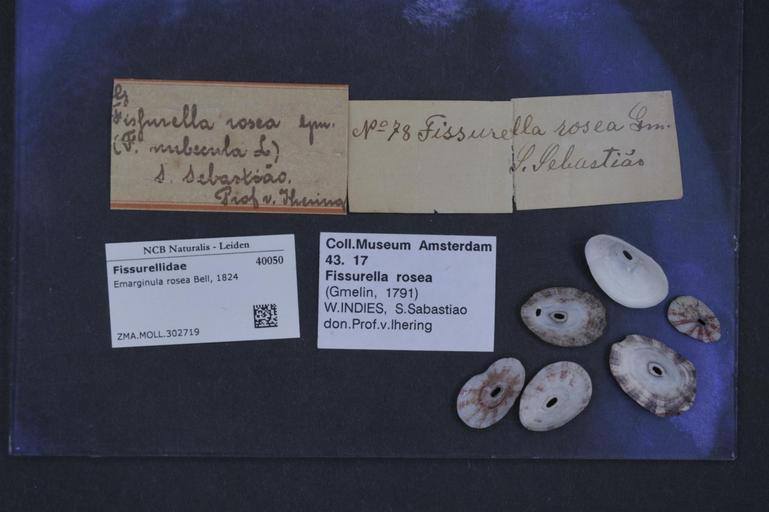 Fissurella rosea Gm.
(F. nubecula L)
S. Sebastião.
Prof v. Ihering
No 78 Fissurella rosea Gm.
S. Sebastião
NCB Naturalis - Leiden
Fissurellidae 40050
Emarginula rosea Bell, 1824
ZMA.MOLL.302719
Coll.Museum Amsterdam
43. 17
Fissurella rosea
(Gmelin, 1791)
W.INDIES, S.Sabastiao
don.Prof.v.Ihering